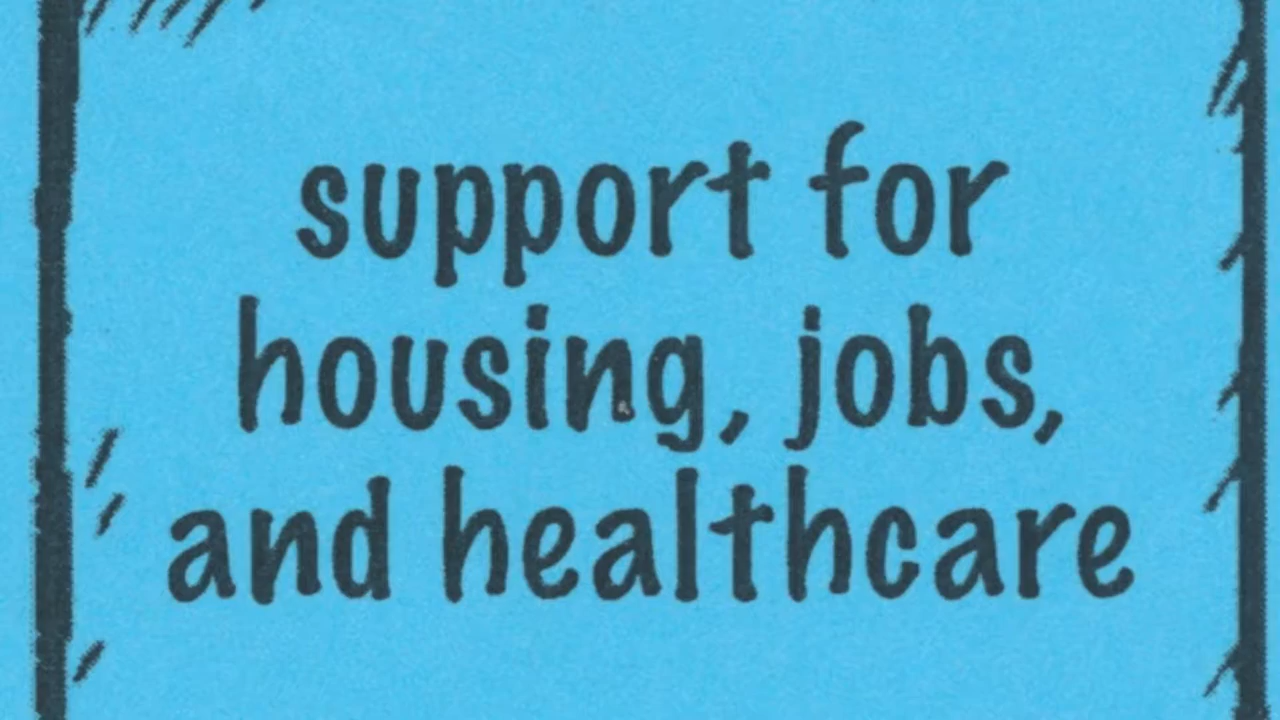 support for
housing, jobs,
and healthcare